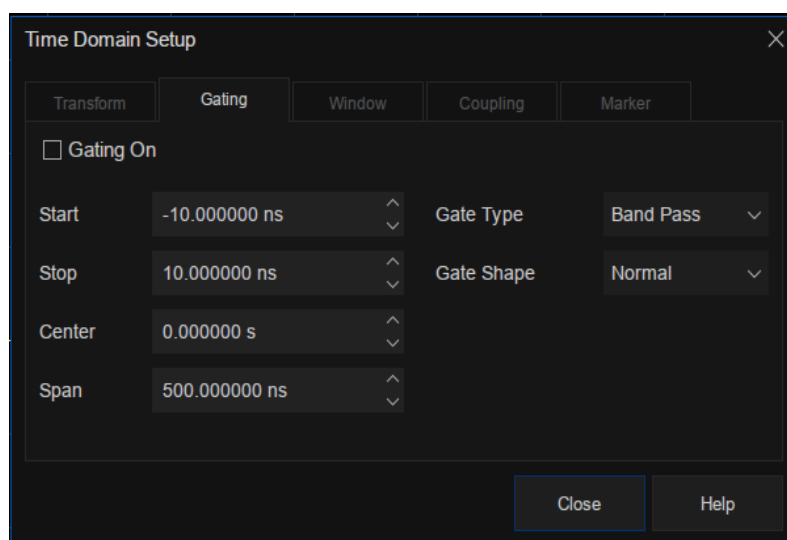 Time Domain Setup
Transform Gating Window Coupling Marker
Gating On
Start -10.000000 ns Gate Type Band Pass
Stop 10.000000 ns Gate Shape Normal
Center 0.000000 s
Span 500.000000 ns
Close Help